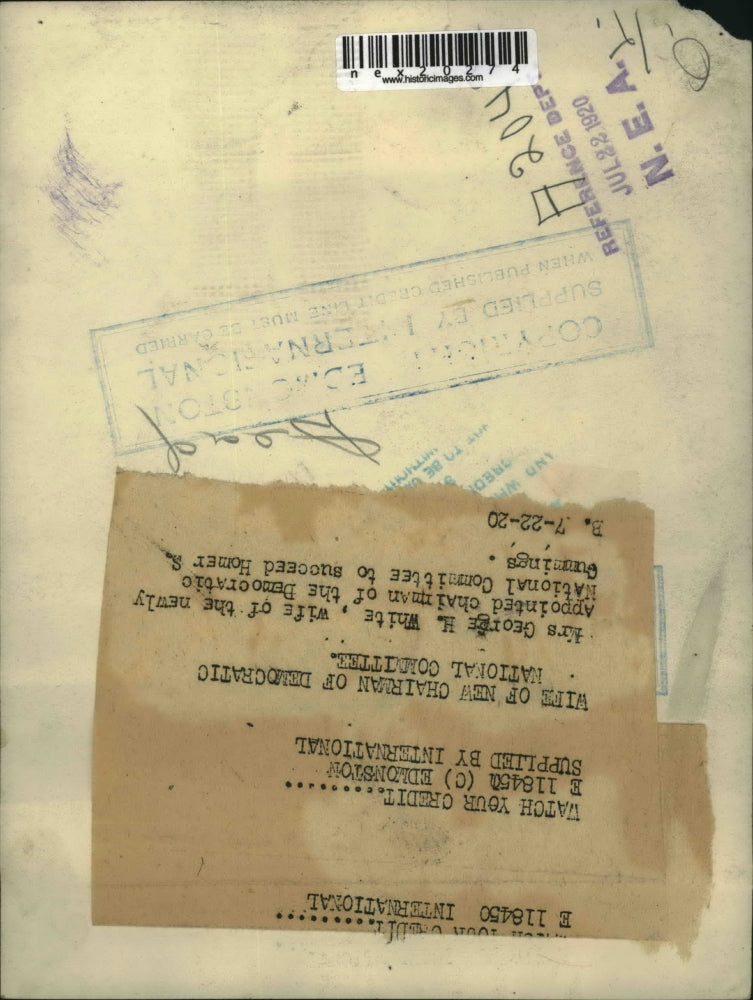 nex20274
www.historicimages.com
O.K.
REFERENCE DEP
JUL 22 1920
N. E. A.
COPYRIGHT
EDMONSTON
SUPPLIED BY INTERNATIONAL
WHEN PUBLISHED CREDIT LINE MUST BE CARRIED
Head
E 118450 INTERNATIONAL
WATCH YOUR CREDIT
E 118450 (C) EDMONSTON
SUPPLIED BY INTERNATIONAL
WIFE OF NEW CHAIRMAN OF DEMOCRATIC
NATIONAL COMMITTEE.
Mrs George H. White, wife of the newly
Appointed chairman of the Democratic
National Committee to succeed Homer S.
Cummings.
B. 7-22-20